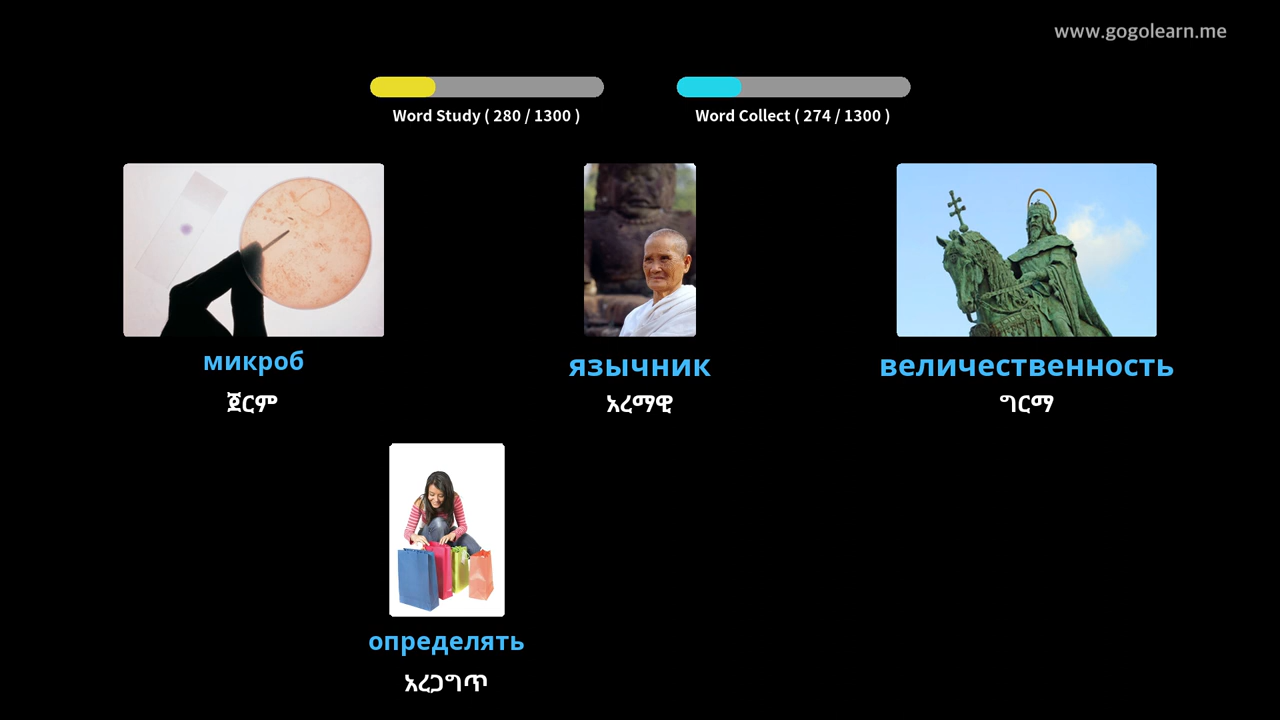 www.gogolearn.me
Word Study ( 280 / 1300 )
Word Collect ( 274 / 1300 )
микроб
ጀርም
язычник
አረማዊ
величественность
ግርማ
определять
አረጋግጥ